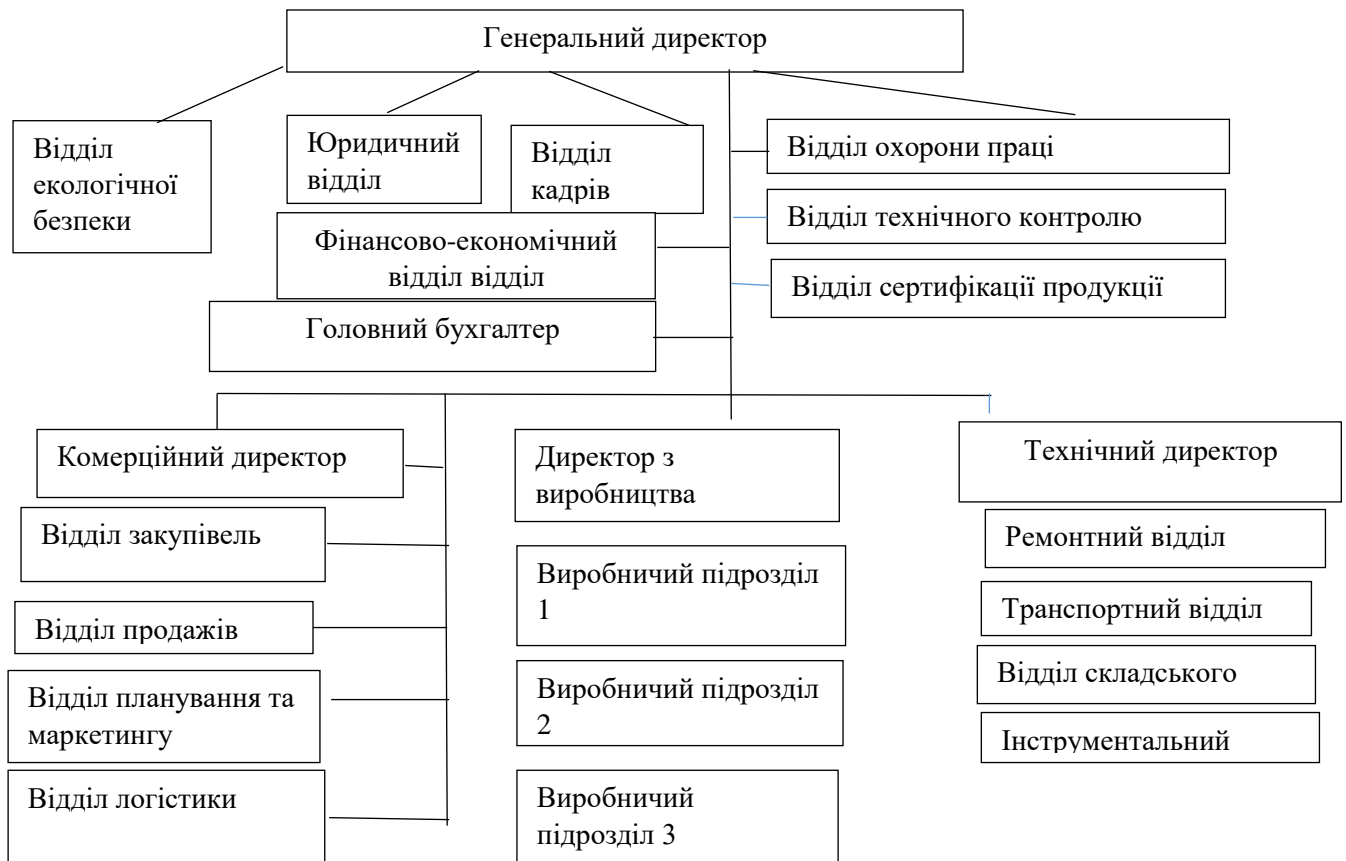 Генеральний директор
Відділ
екологічної
безпеки
Юридичний
відділ
Відділ
кадрів
Відділ охорони праці
Відділ технічного контролю
Фінансово-економічний
відділ відділ
Відділ сертифікації продукції
Головний бухгалтер
Комерційний директор
Директор з
виробництва
Технічний директор
Відділ закупівель
Ремонтний відділ
Виробничий підрозділ
1
Транспортний відділ
Відділ продажів
Відділ складського
Виробничий підрозділ
2
Відділ планування та
маркетингу
Інструментальний
Відділ логістики
Виробничий
підрозділ 3